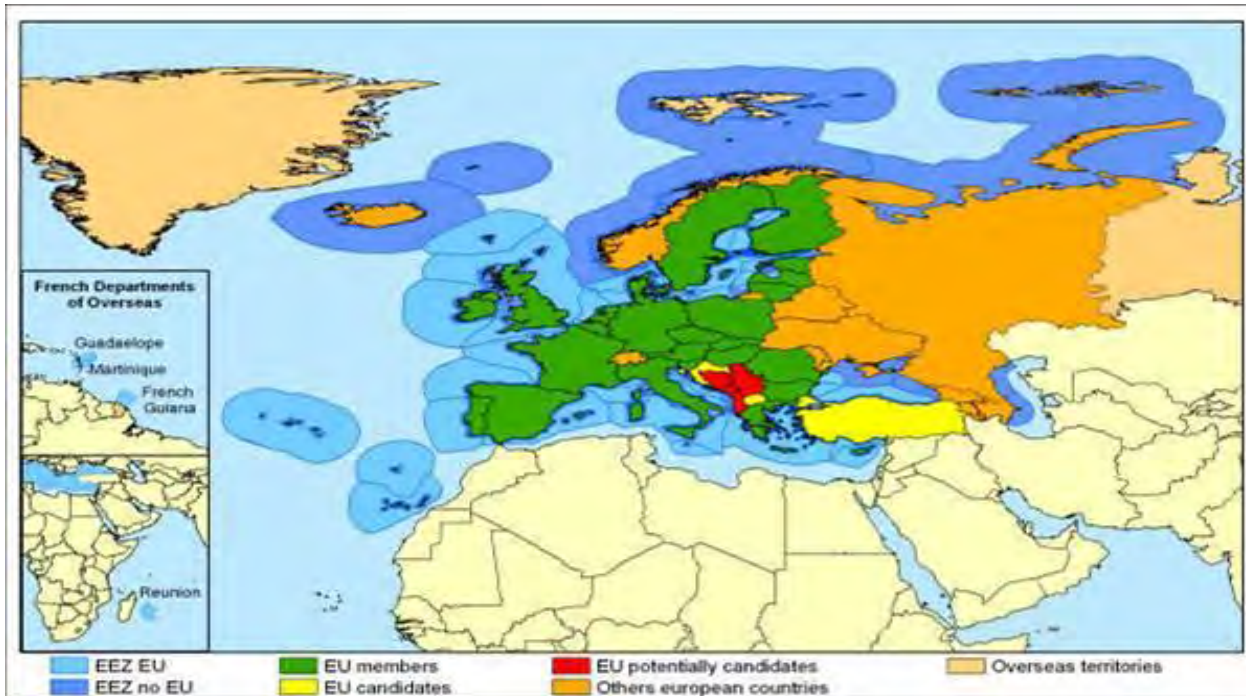 French Departments
of Overseas
Guadaelope
Martinique
French
Guiana
Reunion
EEZ EU
EU members
EU potentially candidates
Overseas territories
EEZ no EU
EU candidates
Others european countries